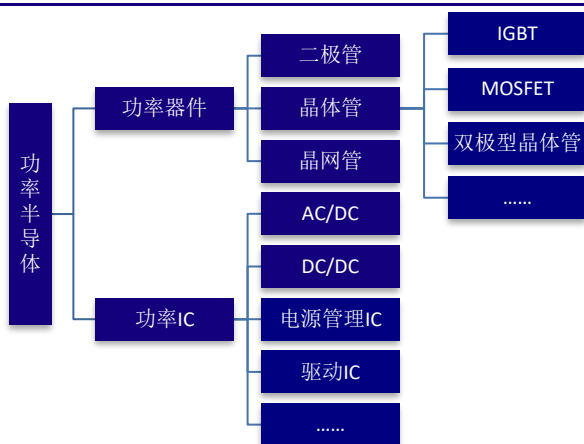 功率半导体
功率器件
二极管
晶体管
晶网管
IGBT
MOSFET
双极型晶体管
……
功率IC
AC/DC
DC/DC
电源管理IC
驱动IC
……